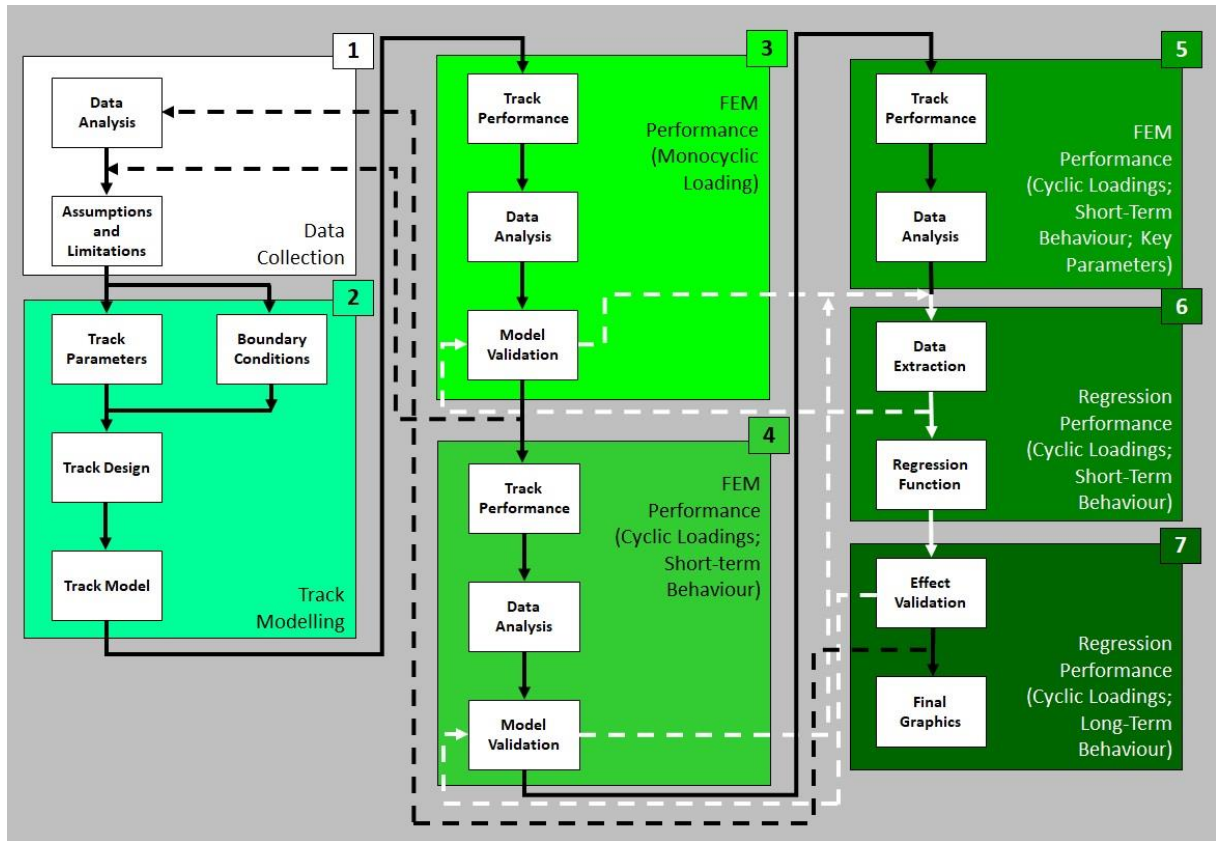 1
Data
Analysis
Assumptions
and
Limitations
Data
Collection
2
Track
Parameters
Boundary
Conditions
Track Design
Track Model
Track
Modelling
3
Track
Performance
FEM
Performance
(Monocyclic
Loading)
Data
Analysis
Model
Validation
4
Track
Performance
FEM
Performance
(Cyclic Loadings;
Short-term
Behaviour)
Data
Analysis
Model
Validation
5
Track
Performance
FEM
Performance
(Cyclic Loadings;
Short-Term
Behaviour; Key
Parameters)
Data
Analysis
6
Data
Extraction
Regression
Performance
(Cyclic Loadings;
Short-Term
Behaviour)
Regression
Function
7
Effect
Validation
Regression
Performance
(Cyclic Loadings;
Long-Term
Behaviour)
Final
Graphics